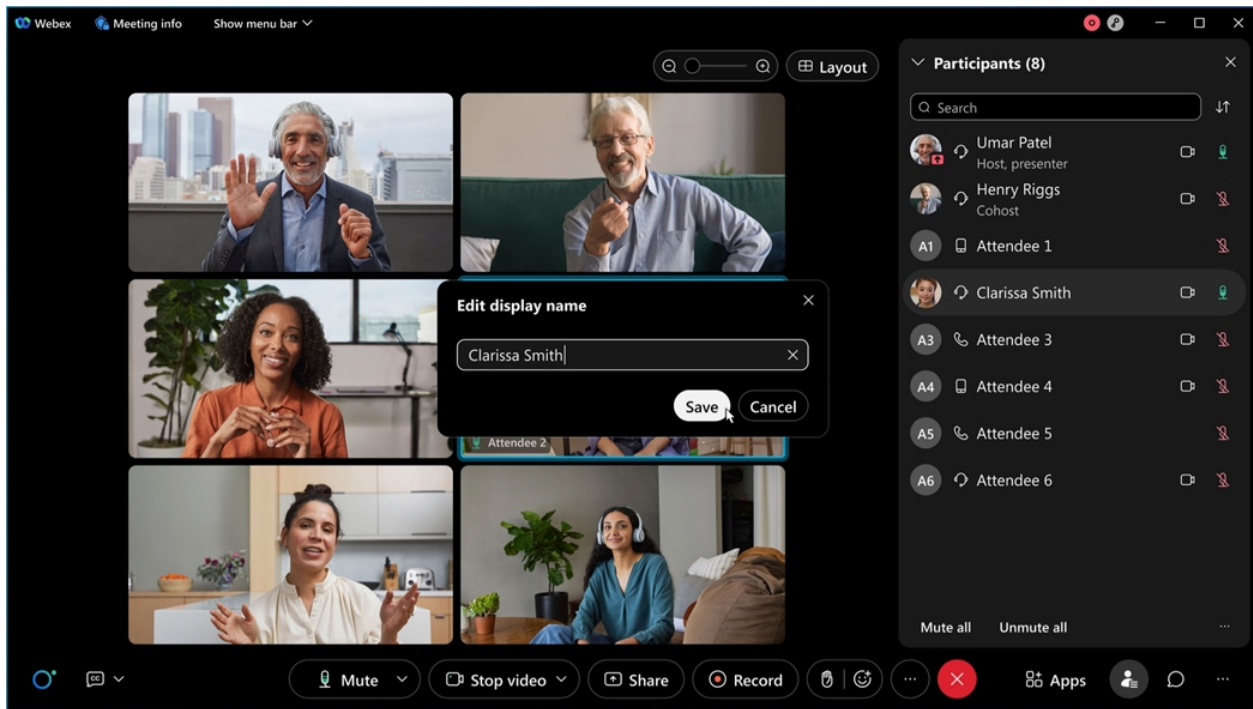 Webex Meeting info Show menu bar
Layout
Participants (8)
Search
Umar Patel
Host, presenter
Henry Riggs
Cohost
A1 Attendee 1
Clarissa Smith
A3 Attendee 3
A4 Attendee 4
A5 Attendee 5
A6 Attendee 6
Mute all Unmute all
Edit display name
Clarissa Smith
Save Cancel
Attendee 2
CC Mute Stop video Share Record Apps